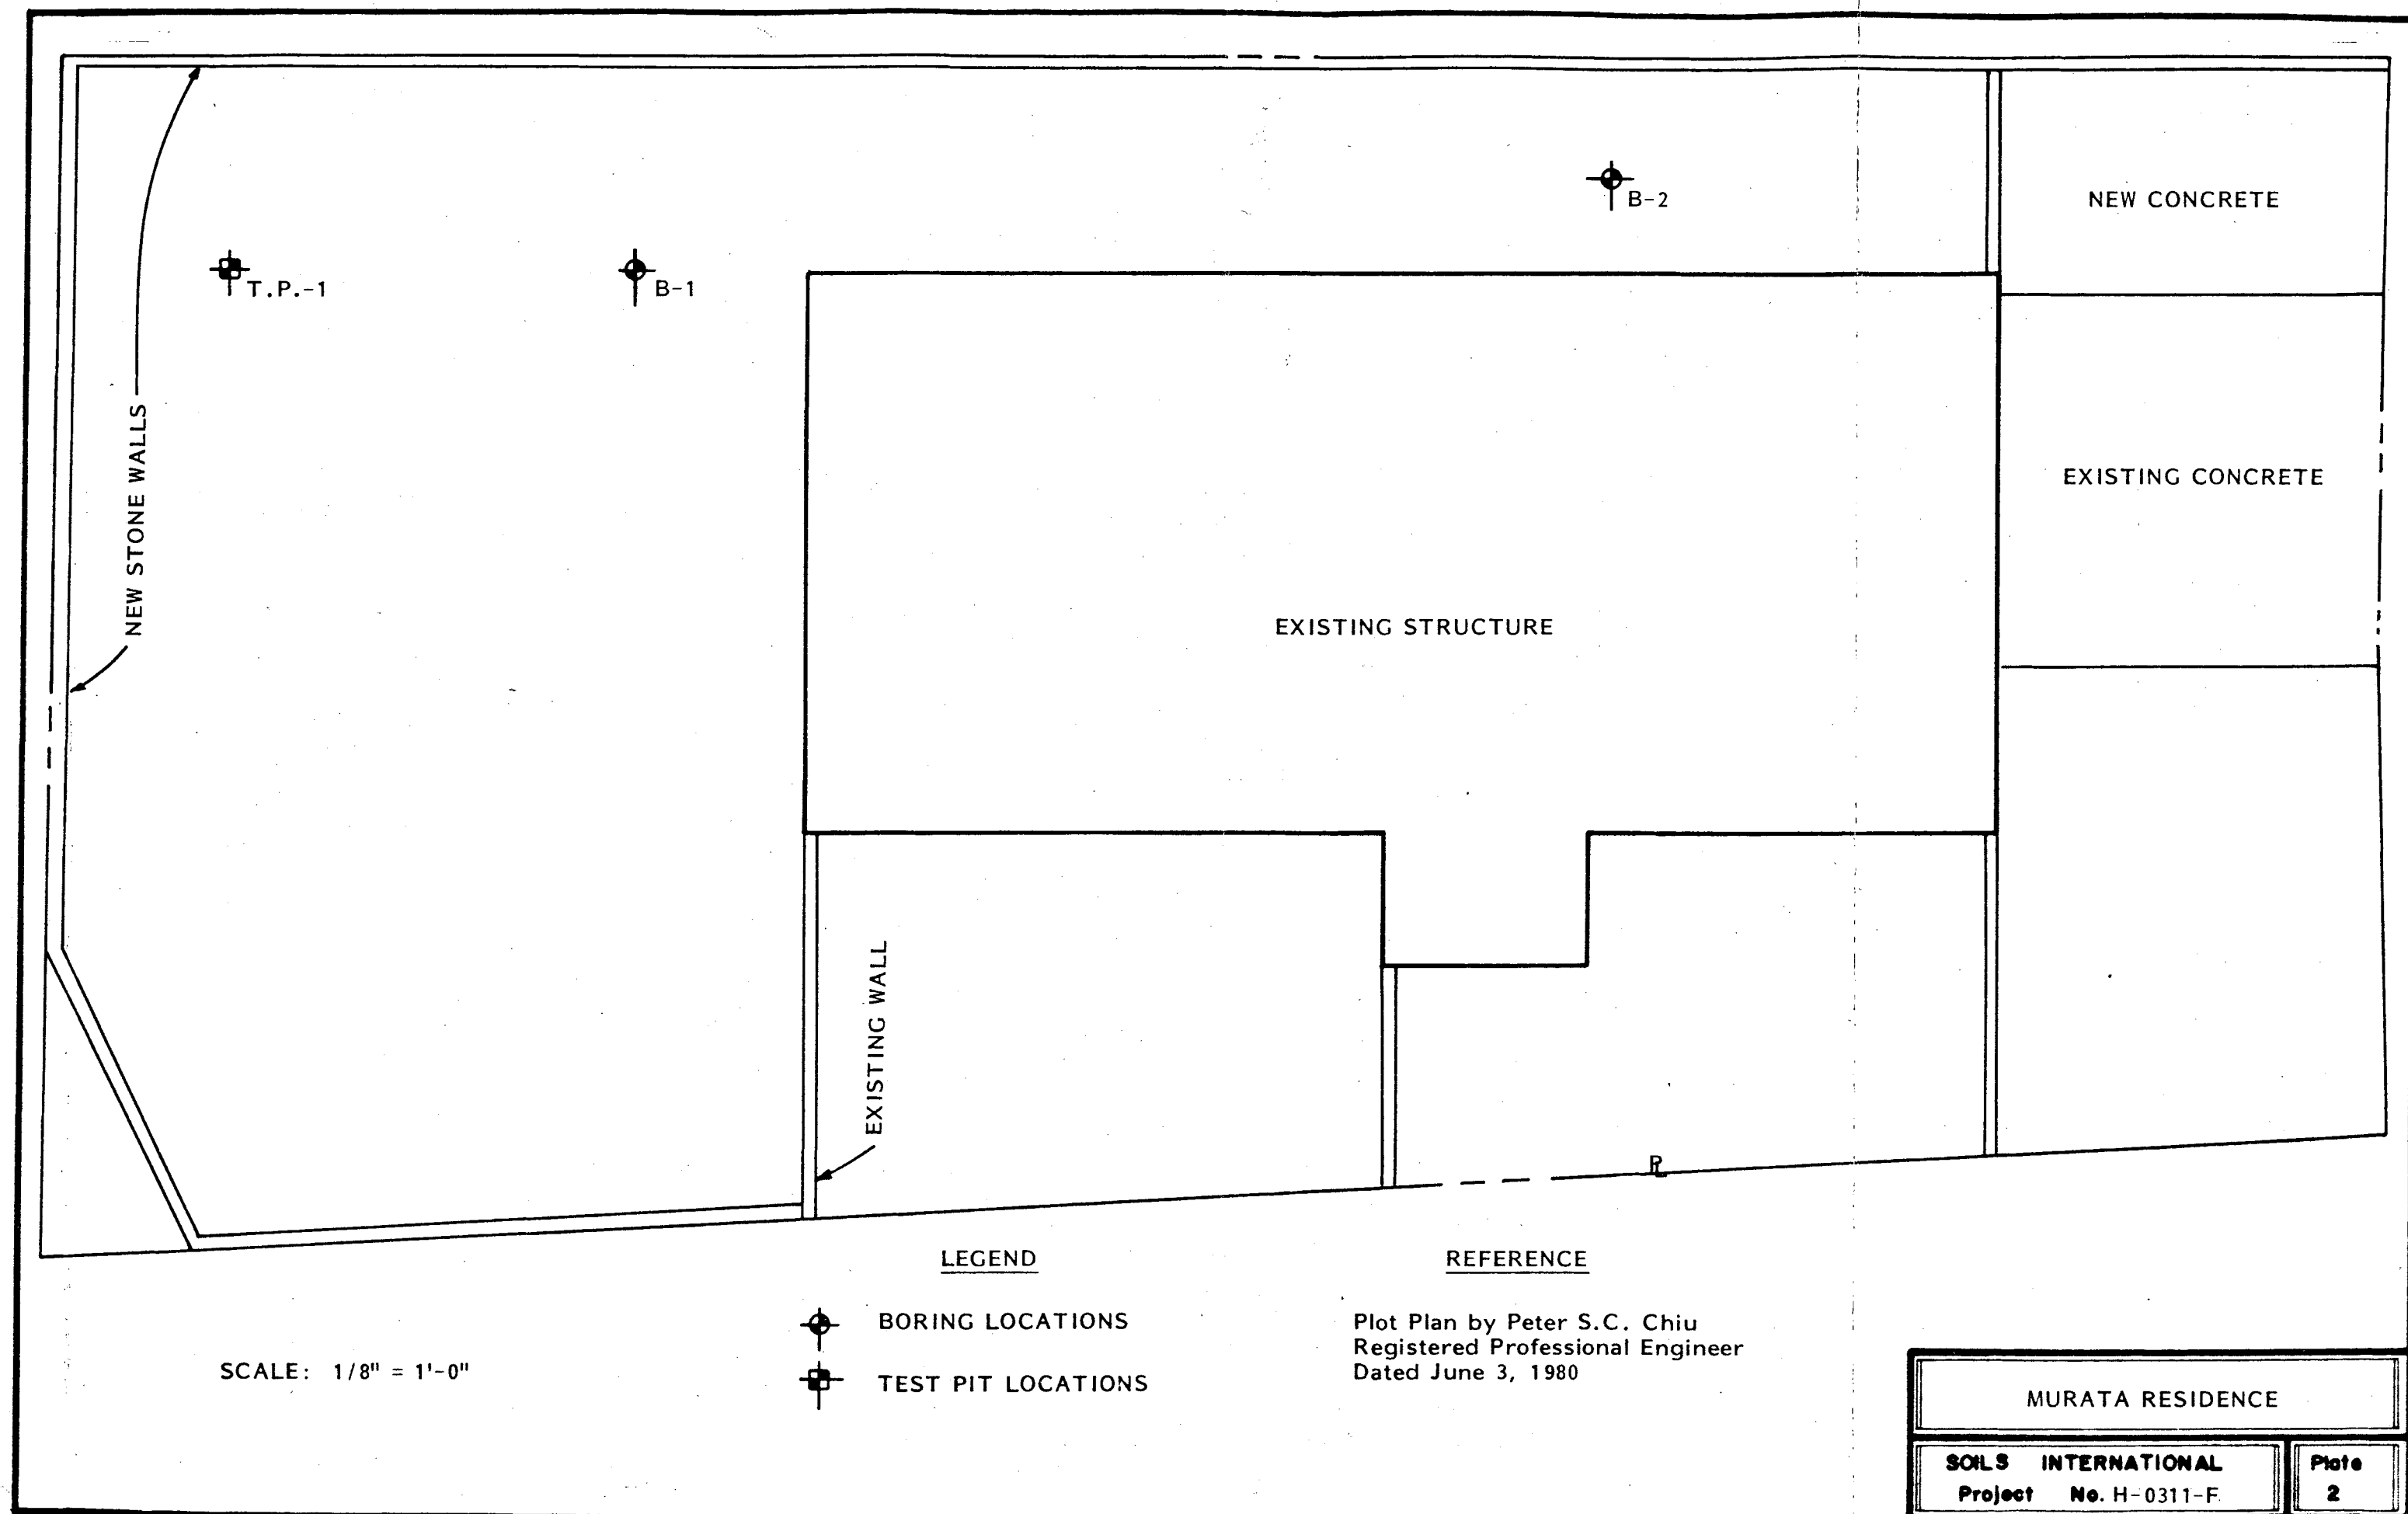 B-2
NEW CONCRETE
T.P.-1
B-1
NEW STONE WALLS
EXISTING CONCRETE
EXISTING STRUCTURE
EXISTING WALL
PL
LEGEND
BORING LOCATIONS
TEST PIT LOCATIONS
SCALE: 1/8" = 1'-0"
REFERENCE
Plot Plan by Peter S.C. Chiu
Registered Professional Engineer
Dated June 3, 1980
MURATA RESIDENCE
SOILS INTERNATIONAL
Project No. H-0311-F
Plate
2